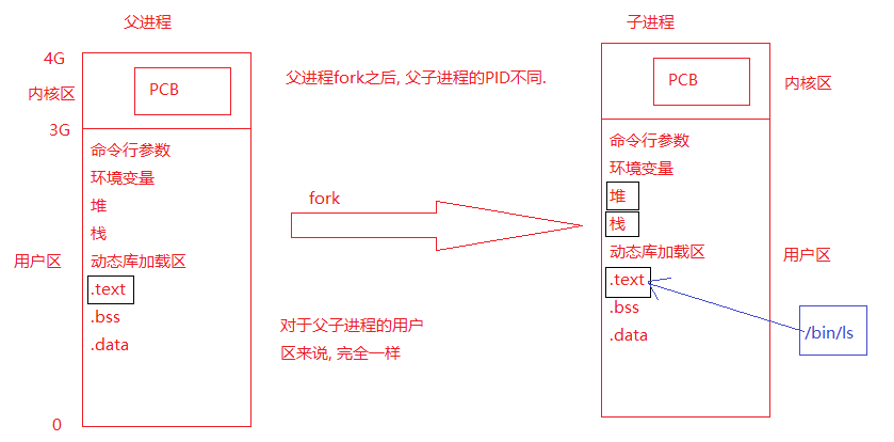 父进程
子进程
4G
PCB
内核区
3G
父进程fork之后, 父子进程的PID不同.
PCB
内核区
命令行参数
环境变量
堆
栈
动态库加载区
.text
.bss
.data
用户区
0
fork
对于父子进程的用户
区来说, 完全一样
命令行参数
环境变量
堆
栈
动态库加载区
.text
.bss
.data
用户区
/bin/ls